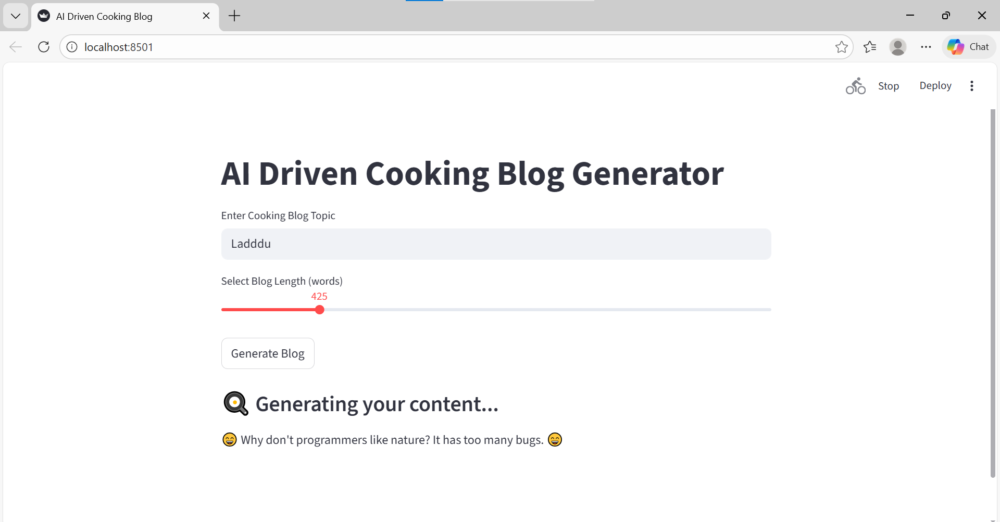 AI Driven Cooking Blog
localhost:8501
Chat
Stop
Deploy
AI Driven Cooking Blog Generator
Enter Cooking Blog Topic
Ladddu
Select Blog Length (words)
425
Generate Blog
🍳 Generating your content...
😄 Why don't programmers like nature? It has too many bugs. 😄